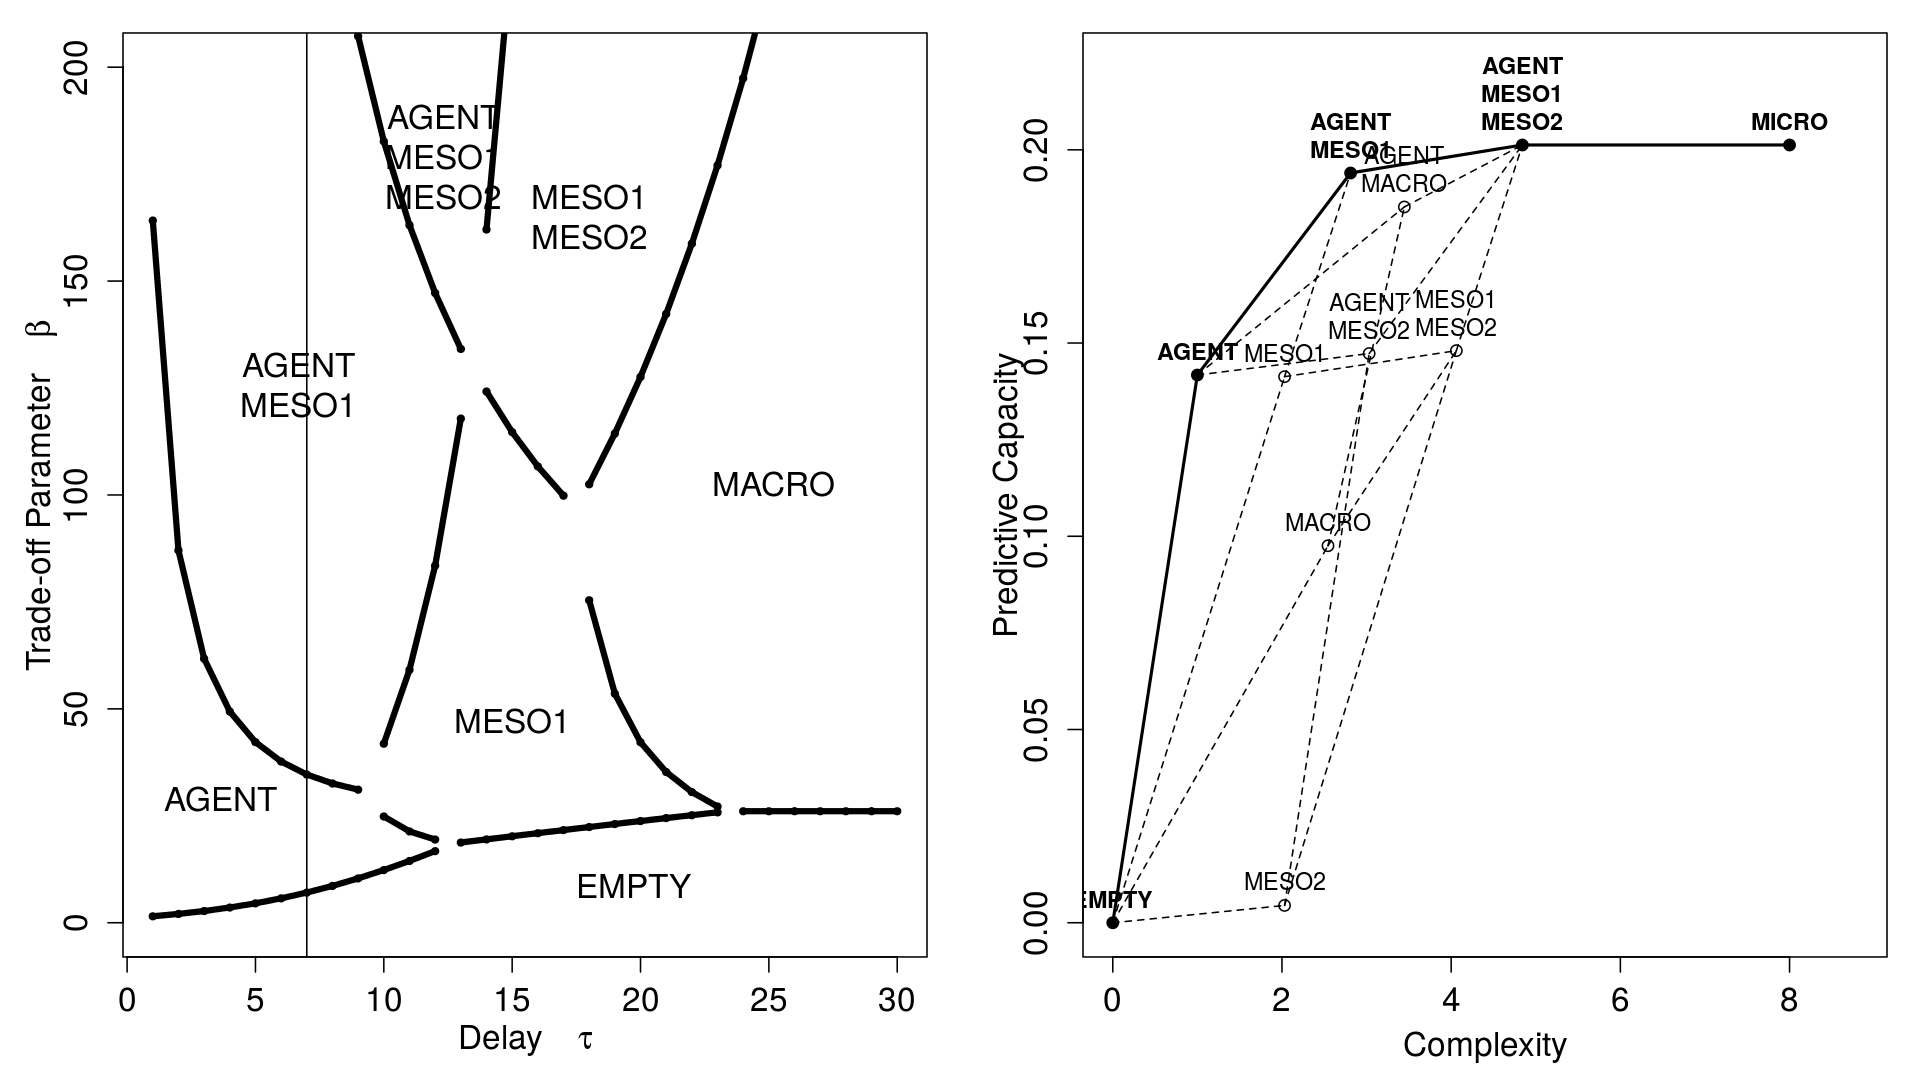 Trade-off Parameter β
0
50
100
150
200
AGENT
MESO1
MESO2
MESO1
MESO2
AGENT
MESO1
MACRO
MESO1
AGENT
EMPTY
0
5
10
15
20
25
30
Delay τ
Predictive Capacity
0.00
0.05
0.10
0.15
0.20
AGENT
MESO1
MESO2
AGENT
MESO1
MICRO
AGENT
MACRO
AGENT
MESO2
MESO1
MESO2
AGENT
MESO1
MACRO
MESO2
EMPTY
0
2
4
6
8
Complexity